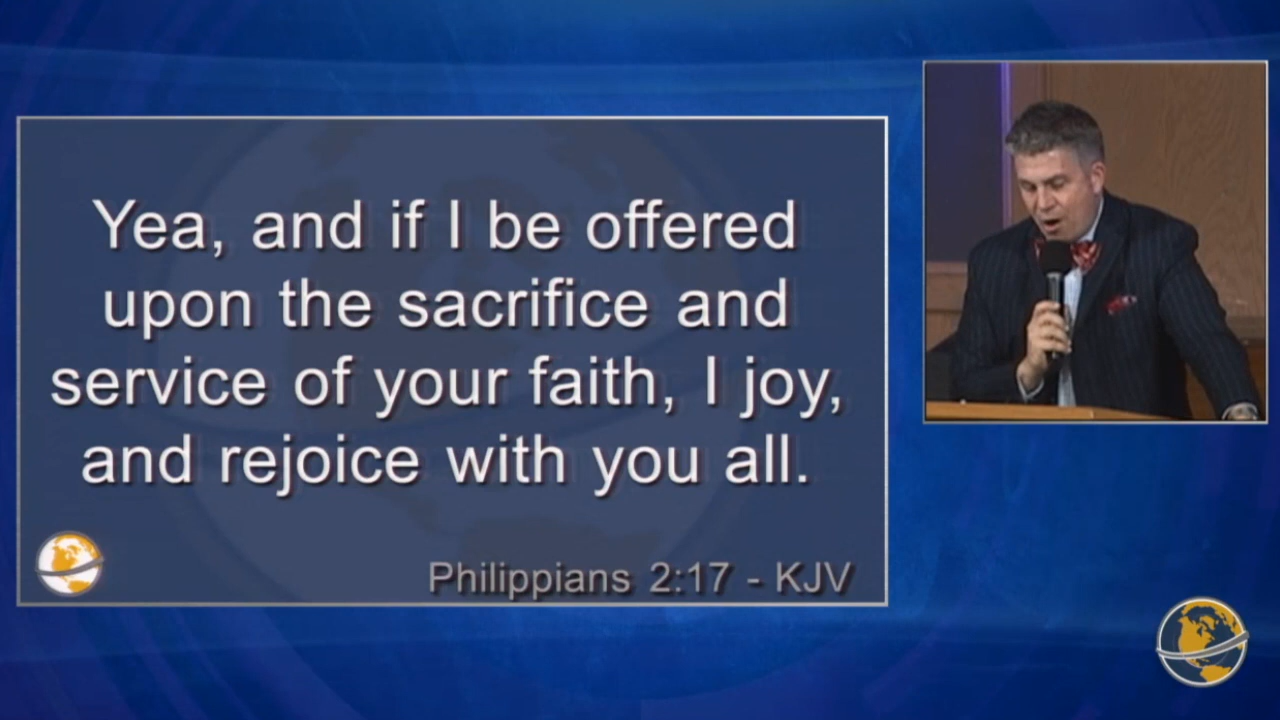 Yea, and if I be offered
upon the sacrifice and
service of your faith, I joy,
and rejoice with you all.
Philippians 2:17 - KJV